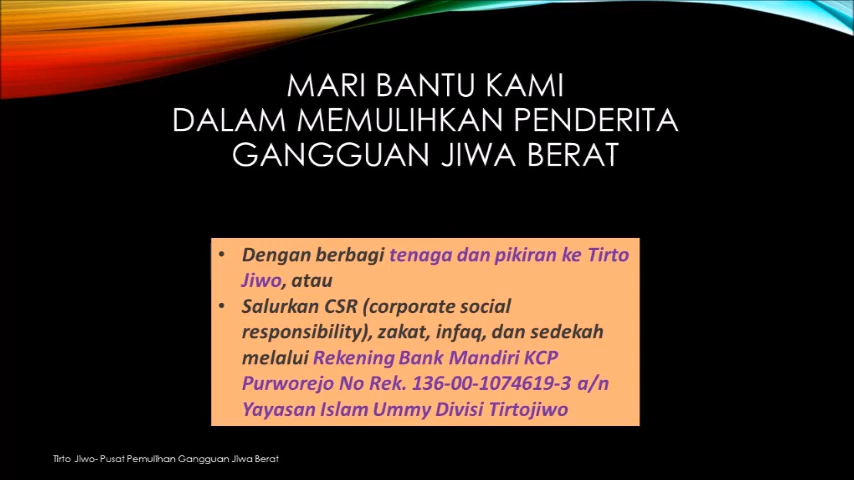 MARI BANTU KAMI
DALAM MEMULIHKAN PENDERITA
GANGGUAN JIWA BERAT
• Dengan berbagi tenaga dan pikiran ke Tirto
Jiwo, atau
• Salurkan CSR (corporate social
responsibility), zakat, infaq, dan sedekah
melalui Rekening Bank Mandiri KCP
Purworejo No Rek. 136-00-1074619-3 a/n
Yayasan Islam Ummy Divisi Tirtojiwo
Tirto Jiwo- Pusat Pemulihan Gangguan Jiwa Berat